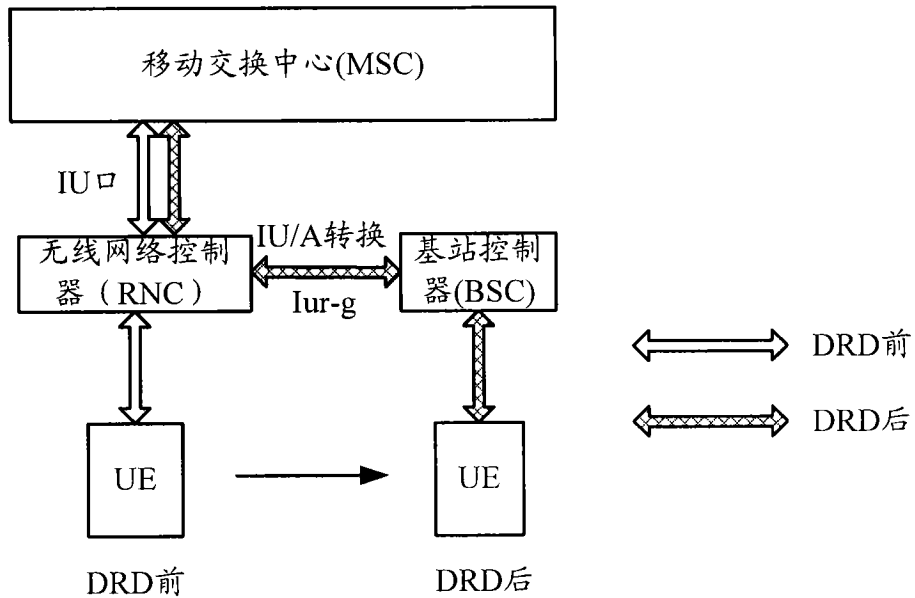 移动交换中心(MSC)
IU口
无线网络控制
器（RNC）
IU/A转换
Iur-g
基站控制
器(BSC)
DRD前
DRD后
UE
UE
DRD前
DRD后